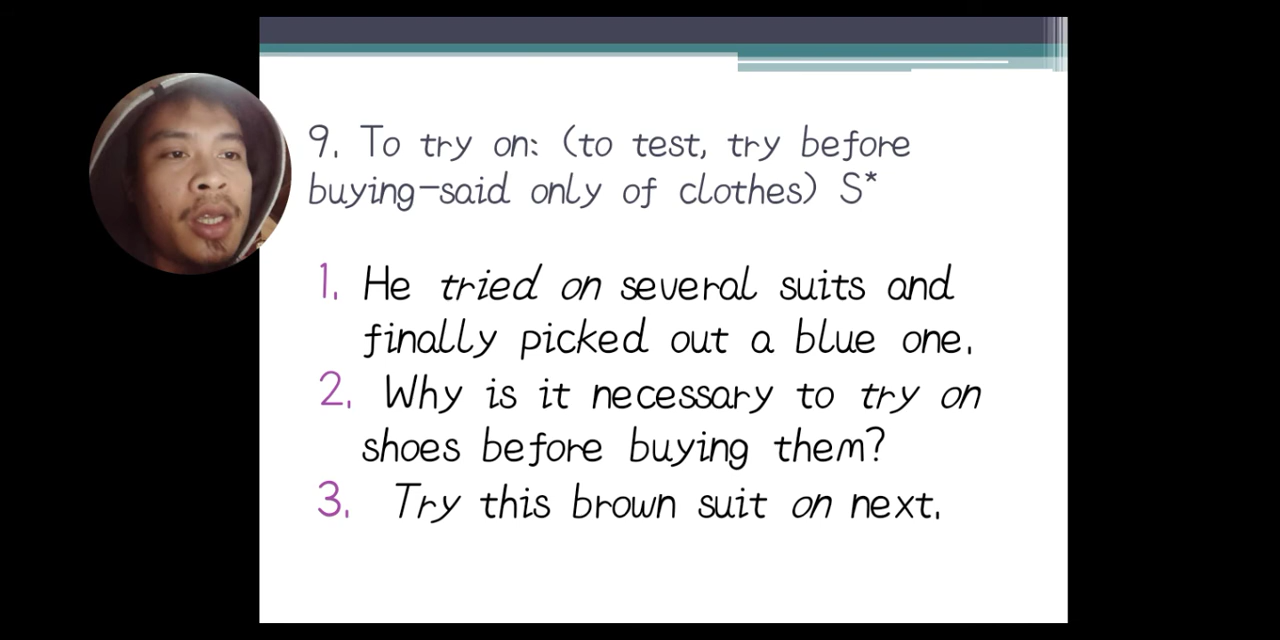 9. To try on: (to test, try before
buying-said only of clothes) S*
1. He tried on several suits and
finally picked out a blue one.
2. Why is it necessary to try on
shoes before buying them?
3. Try this brown suit on next.